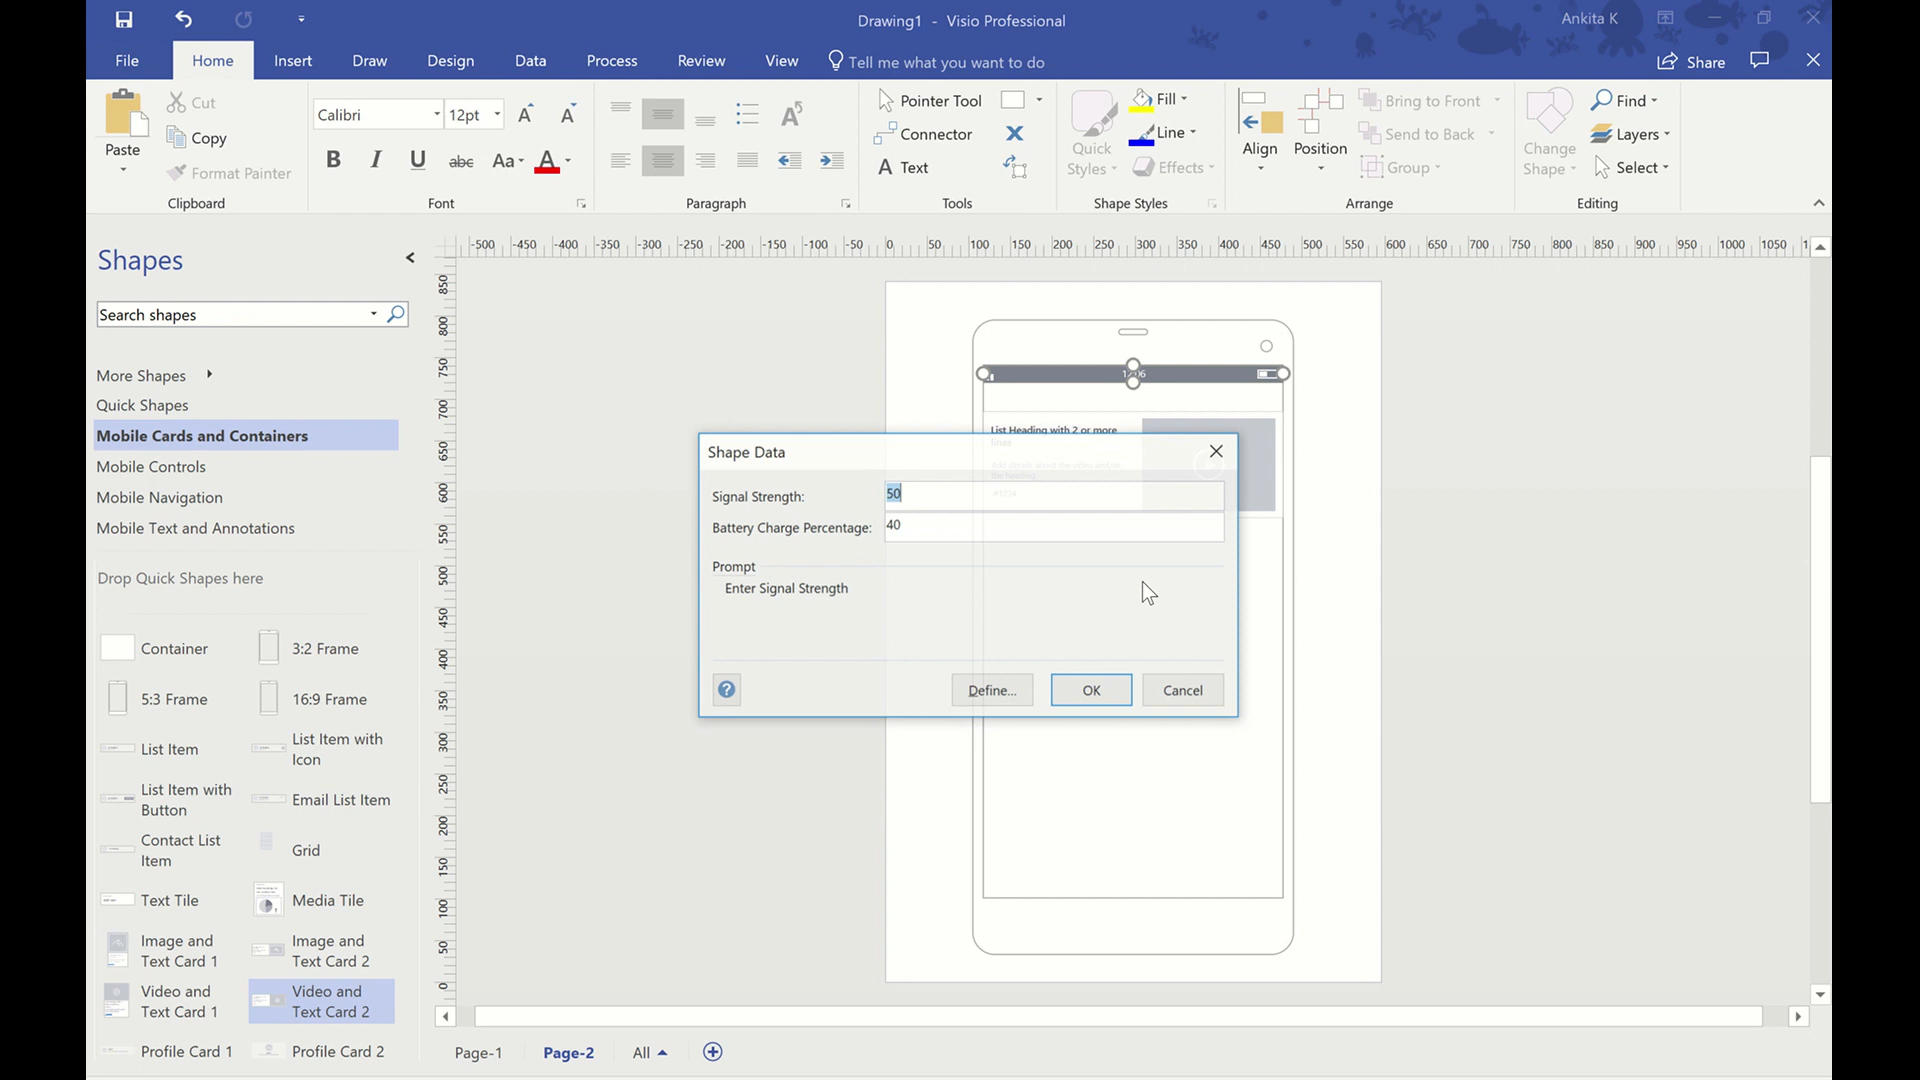 Drawing1 - Visio Professional
Ankita K
File Home Insert Draw Design Data Process Review View Tell me what you want to do Share
Paste
Cut
Copy
Format Painter
Clipboard
Calibri 12pt A A
B I U abc Aa A
Font
Paragraph
Pointer Tool
Connector
A Text
Tools
Quick
Styles
Fill
Line
Effects
Shape Styles
Align
Position
Bring to Front
Send to Back
Group
Arrange
Change
Shape
Find
Layers
Select
Editing
Shapes
Search shapes
More Shapes
Quick Shapes
Mobile Cards and Containers
Mobile Controls
Mobile Navigation
Mobile Text and Annotations
Drop Quick Shapes here
Container
3:2 Frame
5:3 Frame
16:9 Frame
List Item
List Item with
Icon
List Item with
Button
Email List Item
Contact List
Item
Grid
Text Tile
Media Tile
Image and
Text Card 1
Image and
Text Card 2
Video and
Text Card 1
Video and
Text Card 2
Profile Card 1
Profile Card 2
-500 -450 -400 -350 -300 -250 -200 -150 -100 -50 0 50 100 150 200 250 300 350 400 450 500 550 600 650 700 750 800 850 900 950 1000 1050
850
800
750
700
650
600
550
500
450
400
350
300
250
200
150
100
50
0
List Heading with 2 or more
lines
Add details about the video and/or
the heading
#1234
Shape Data
Signal Strength: 50
Battery Charge Percentage: 40
Prompt
Enter Signal Strength
Define... OK Cancel
Page-1 Page-2 All